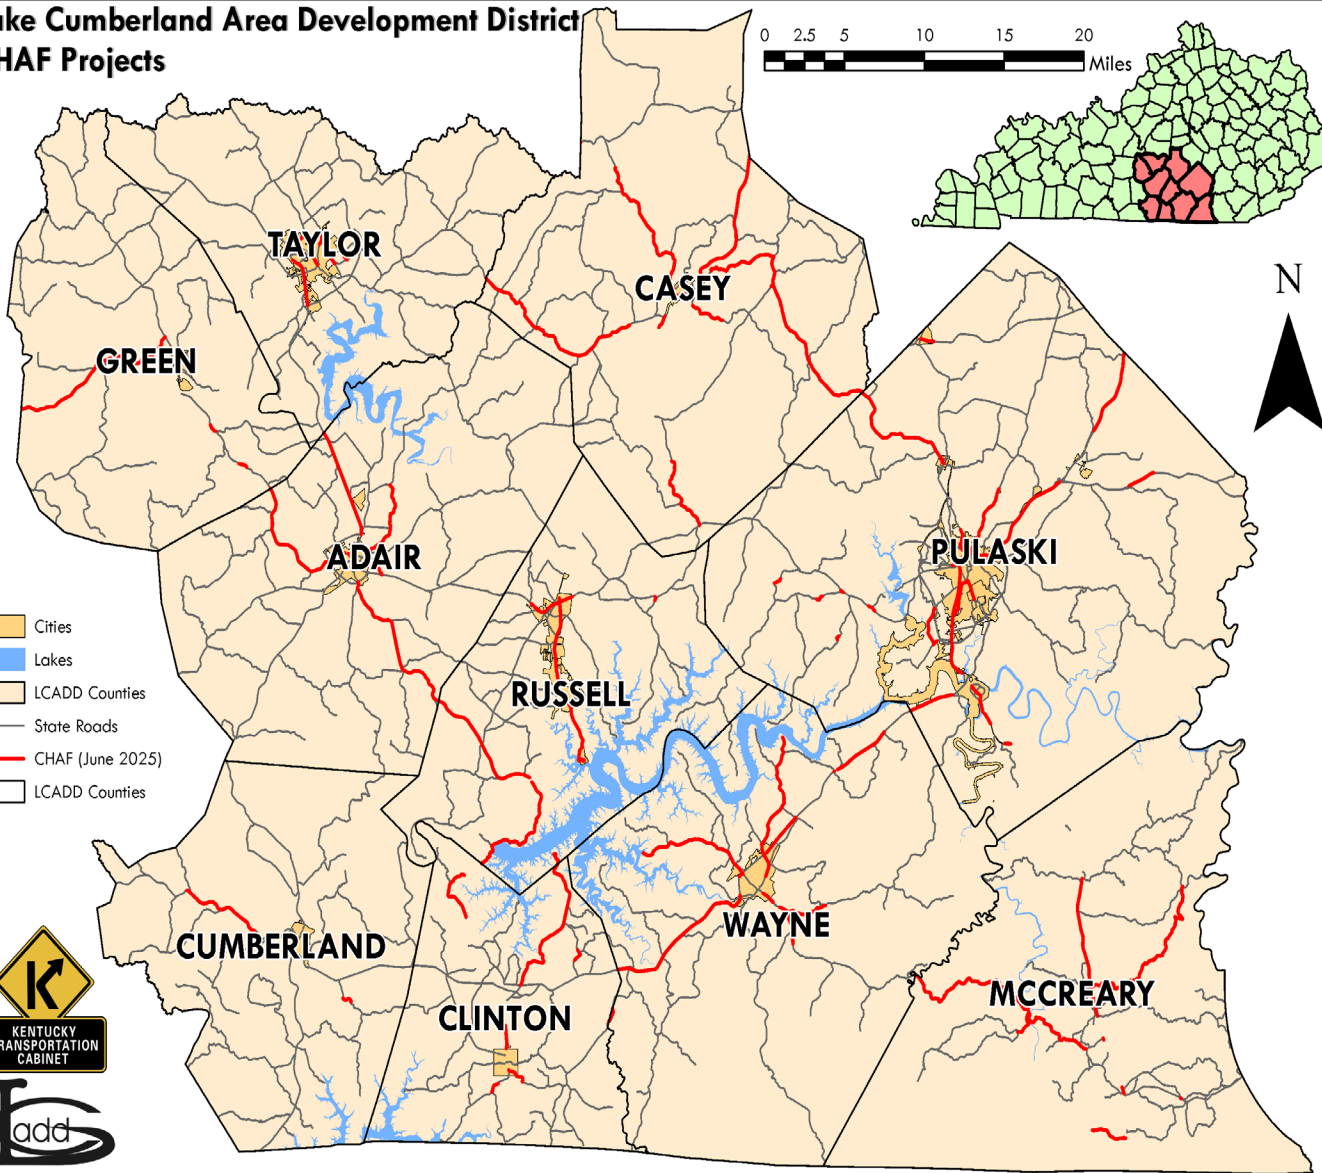 ake Cumberland Area Development District
HAF Projects
0 2.5 5 10 15 20
Miles
N
TAYLOR
CASEY
GREEN
PULASKI
ADAIR
RUSSELL
WAYNE
CUMBERLAND
MCCREARY
CLINTON
Cities
Lakes
LCADD Counties
State Roads
CHAF (June 2025)
LCADD Counties
K
KENTUCKY
RANSPORTATION
CABINET
L
add